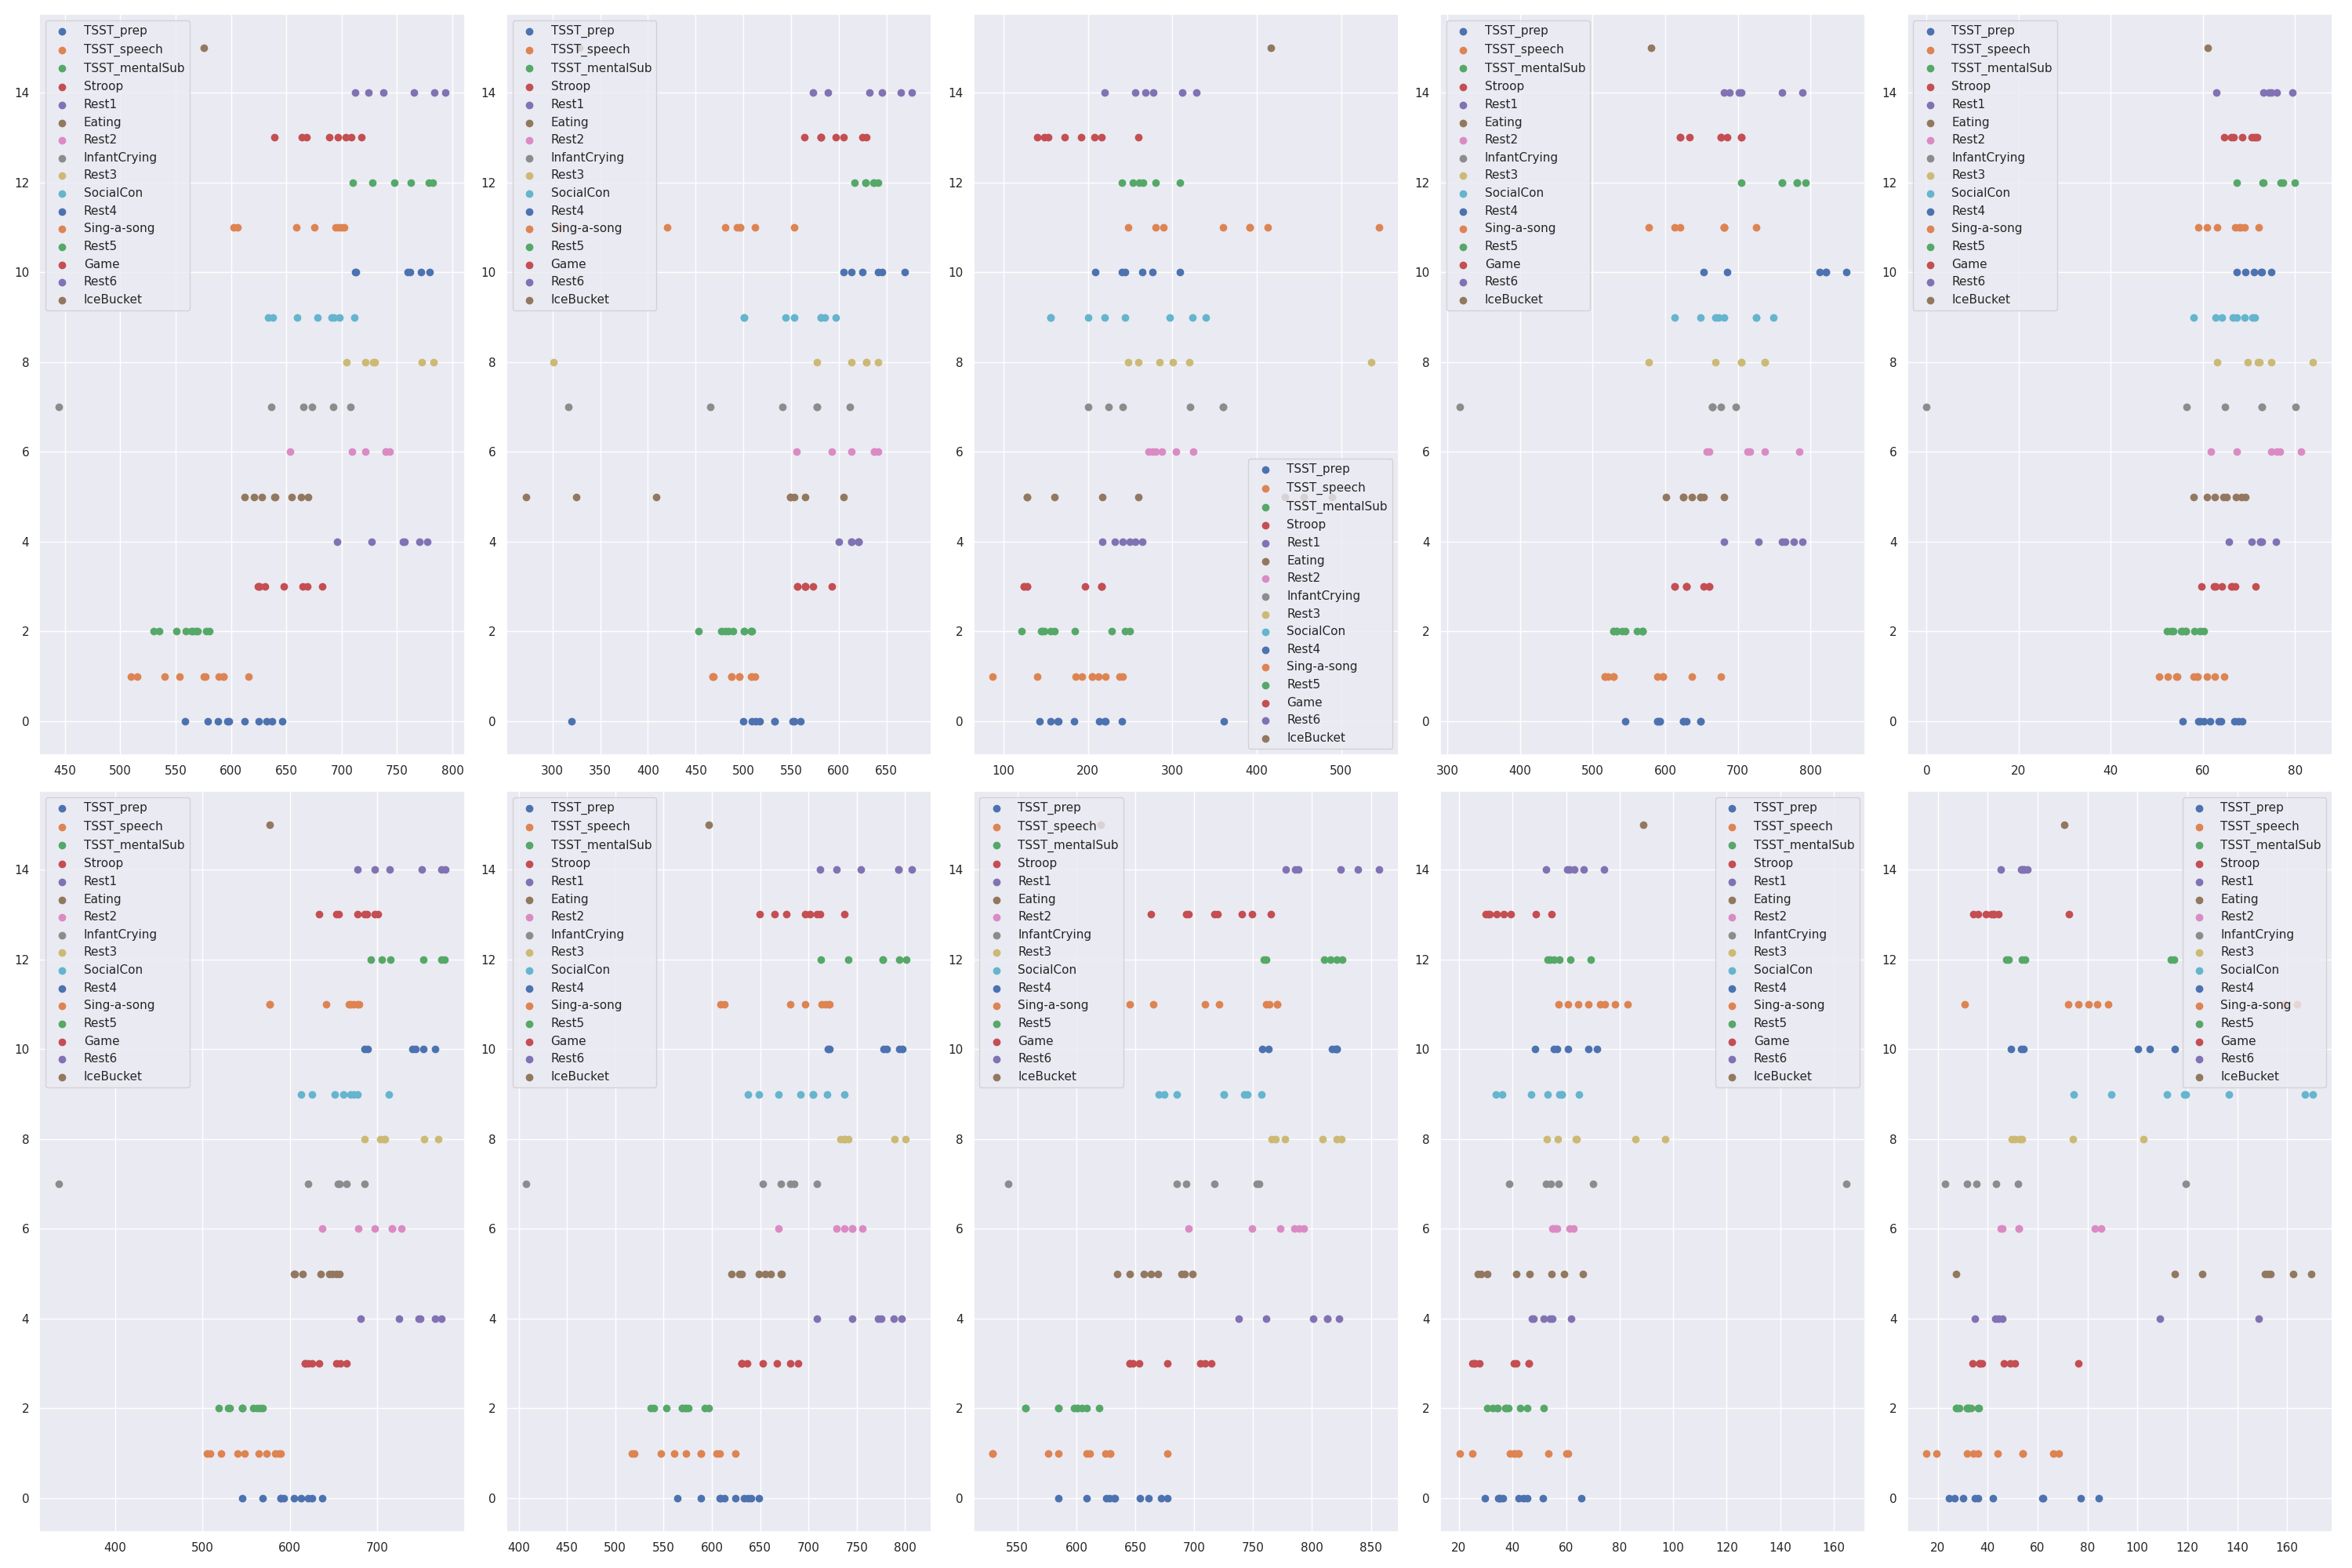 TSST_prep
TSST_speech
TSST_mentalSub
Stroop
Rest1
Eating
Rest2
InfantCrying
Rest3
SocialCon
Rest4
Sing-a-song
Rest5
Game
Rest6
IceBucket
14
12
10
8
6
4
2
0
450 500 550 600 650 700 750 800
TSST_prep
TSST_speech
TSST_mentalSub
Stroop
Rest1
Eating
Rest2
InfantCrying
Rest3
SocialCon
Rest4
Sing-a-song
Rest5
Game
Rest6
IceBucket
14
12
10
8
6
4
2
0
300 350 400 450 500 550 600 650
14
12
10
8
6
4
2
0
TSST_prep
TSST_speech
TSST_mentalSub
Stroop
Rest1
Eating
Rest2
InfantCrying
Rest3
SocialCon
Rest4
Sing-a-song
Rest5
Game
Rest6
IceBucket
100 200 300 400 500
TSST_prep
TSST_speech
TSST_mentalSub
Stroop
Rest1
Eating
Rest2
InfantCrying
Rest3
SocialCon
Rest4
Sing-a-song
Rest5
Game
Rest6
IceBucket
14
12
10
8
6
4
2
0
300 400 500 600 700 800
TSST_prep
TSST_speech
TSST_mentalSub
Stroop
Rest1
Eating
Rest2
InfantCrying
Rest3
SocialCon
Rest4
Sing-a-song
Rest5
Game
Rest6
IceBucket
14
12
10
8
6
4
2
0
0 20 40 60 80
TSST_prep
TSST_speech
TSST_mentalSub
Stroop
Rest1
Eating
Rest2
InfantCrying
Rest3
SocialCon
Rest4
Sing-a-song
Rest5
Game
Rest6
IceBucket
14
12
10
8
6
4
2
0
400 500 600 700
TSST_prep
TSST_speech
TSST_mentalSub
Stroop
Rest1
Eating
Rest2
InfantCrying
Rest3
SocialCon
Rest4
Sing-a-song
Rest5
Game
Rest6
IceBucket
14
12
10
8
6
4
2
0
400 450 500 550 600 650 700 750 800
TSST_prep
TSST_speech
TSST_mentalSub
Stroop
Rest1
Eating
Rest2
InfantCrying
Rest3
SocialCon
Rest4
Sing-a-song
Rest5
Game
Rest6
IceBucket
14
12
10
8
6
4
2
0
550 600 650 700 750 800 850
TSST_prep
TSST_speech
TSST_mentalSub
Stroop
Rest1
Eating
Rest2
InfantCrying
Rest3
SocialCon
Rest4
Sing-a-song
Rest5
Game
Rest6
IceBucket
14
12
10
8
6
4
2
0
20 40 60 80 100 120 140 160
TSST_prep
TSST_speech
TSST_mentalSub
Stroop
Rest1
Eating
Rest2
InfantCrying
Rest3
SocialCon
Rest4
Sing-a-song
Rest5
Game
Rest6
IceBucket
14
12
10
8
6
4
2
0
20 40 60 80 100 120 140 160